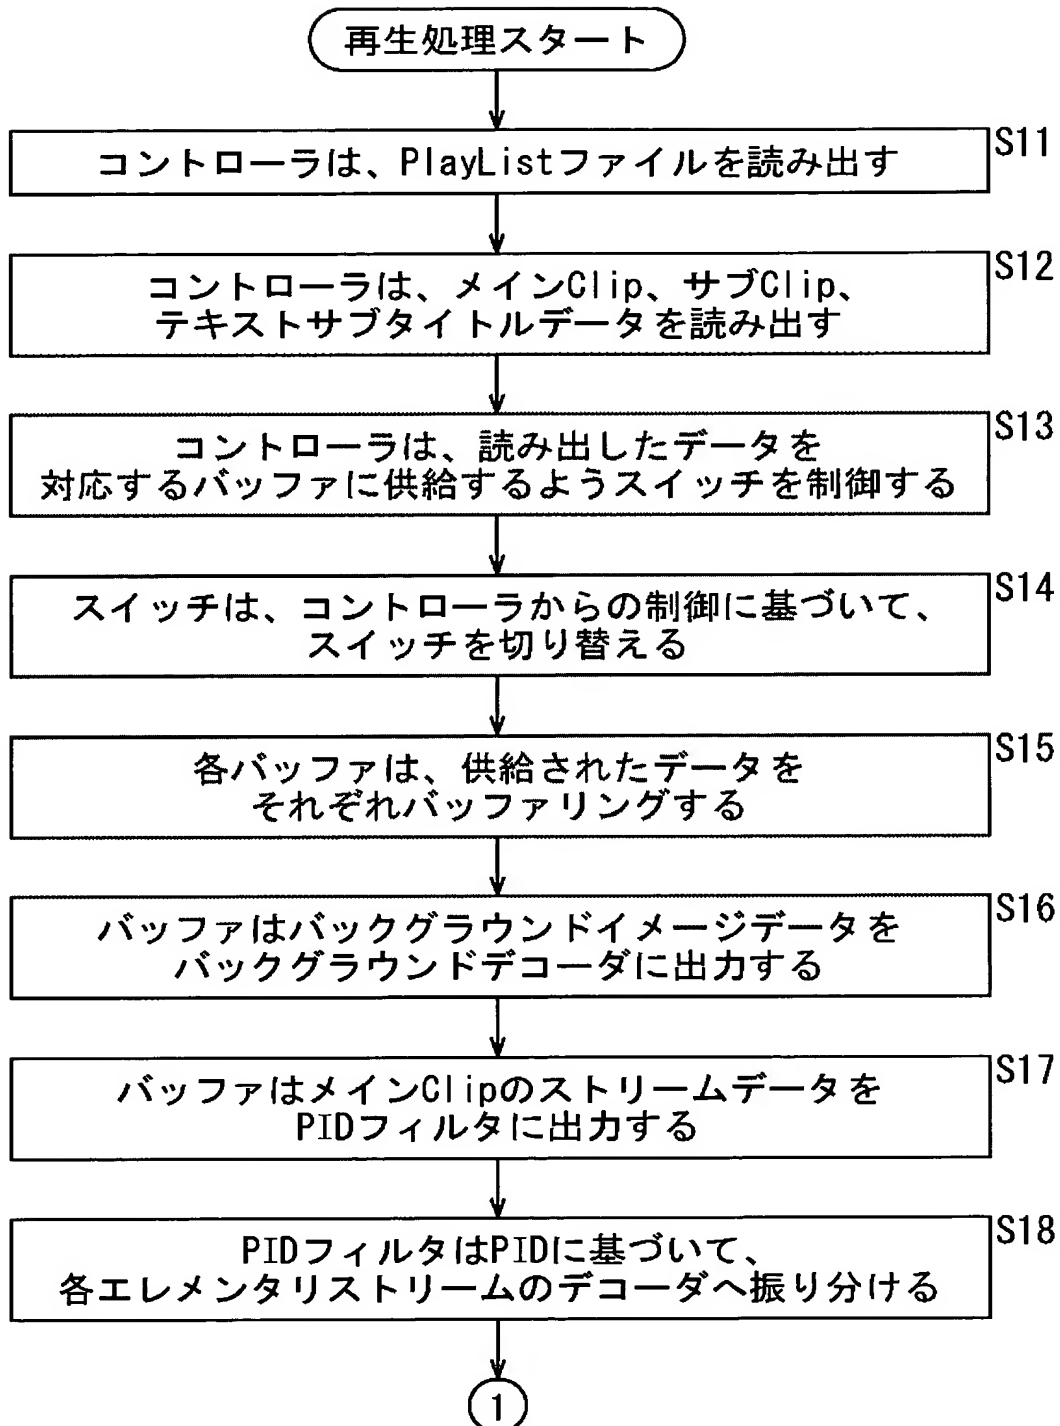 再生処理スタート
S11
コントローラは、PlayListファイルを読み出す
S12
コントローラは、メインClip、サブClip、
テキストサブタイトルデータを読み出す
S13
コントローラは、読み出したデータを
対応するバッファに供給するようスイッチを制御する
S14
スイッチは、コントローラからの制御に基づいて、
スイッチを切り替える
S15
各バッファは、供給されたデータを
それぞれバッファリングする
S16
バッファはバックグラウンドイメージデータを
バックグラウンドデコーダに出力する
S17
バッファはメインClipのストリームデータを
PIDフィルタに出力する
S18
PIDフィルタはPIDに基づいて、
各エレメンタリストリームのデコーダへ振り分ける
1